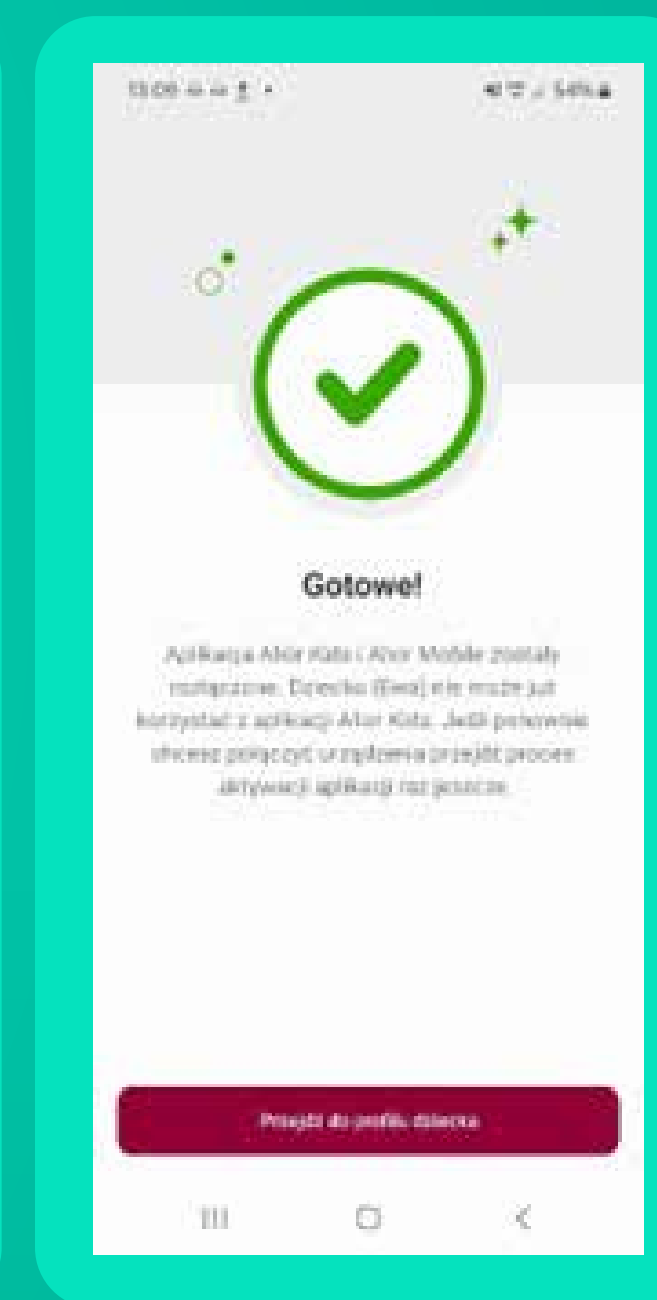 54%
Gotowe!
Aplikacja Alior Kids i Alior Mobile zostały
rozłączone. Dziecko (Ewa) nie może już
korzystać z aplikacji Alior Kids. Jeśli ponownie
chcesz połączyć urządzenia przejdź proces
aktywacji aplikacji raz jeszcze.
Przejdź do profilu dziecka